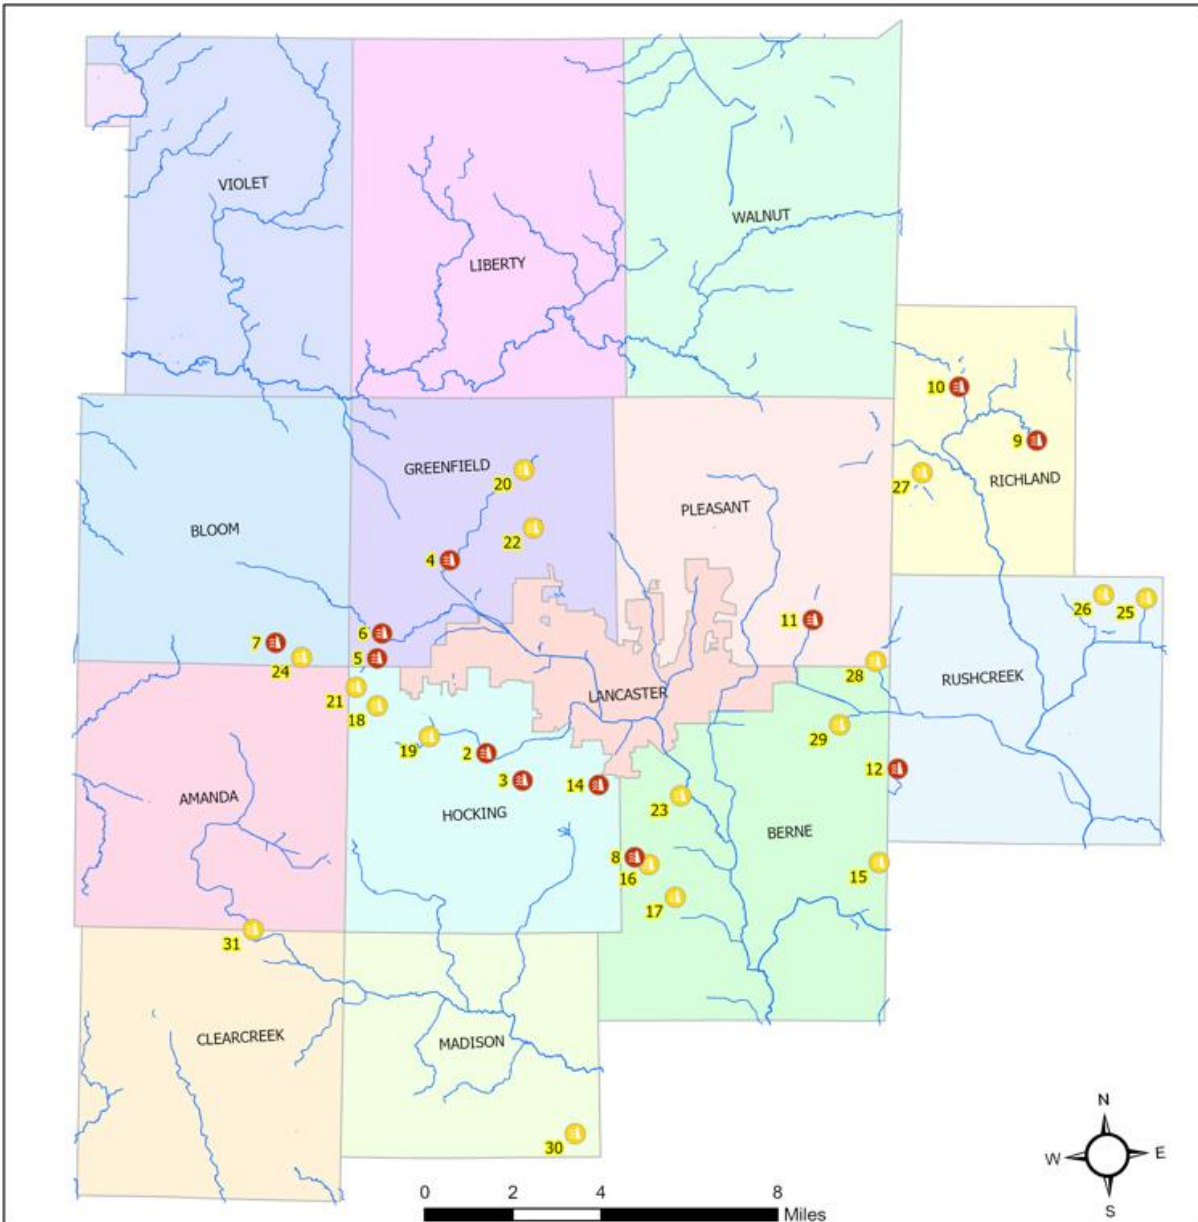 VIOLET
WALNUT
LIBERTY
10
9
GREENFIELD
20
27
RICHLAND
PLEASANT
BLOOM
22
4
26
25
11
6
7
5
24
28
RUSHCREEK
21
LANCASTER
18
29
19
2
12
3
14
AMANDA
23
HOCKING
BERNE
8
16
15
17
31
CLEARCREEK
MADISON
N
W
E
S
30
0 2 4 8
Miles